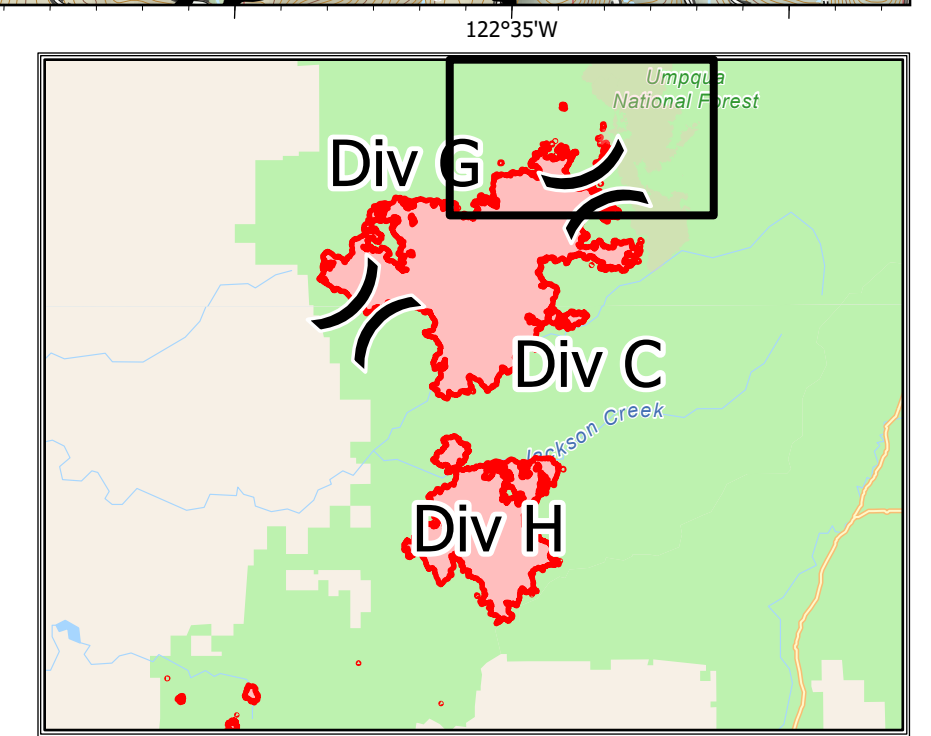 122°35'W
Umpqua
National Forest
Div G
Div C
Jackson Creek
Div H